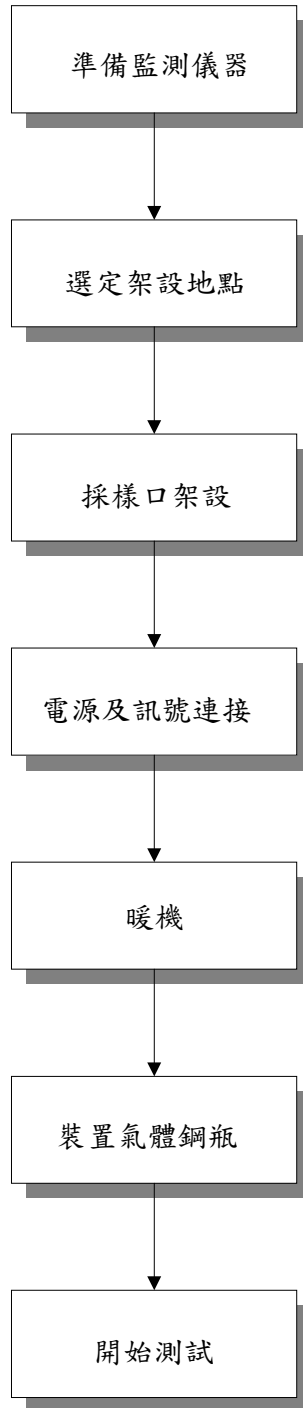 準備監測儀器
選定架設地點
採樣口架設
電源及訊號連接
暖機
裝置氣體鋼瓶
開始測試